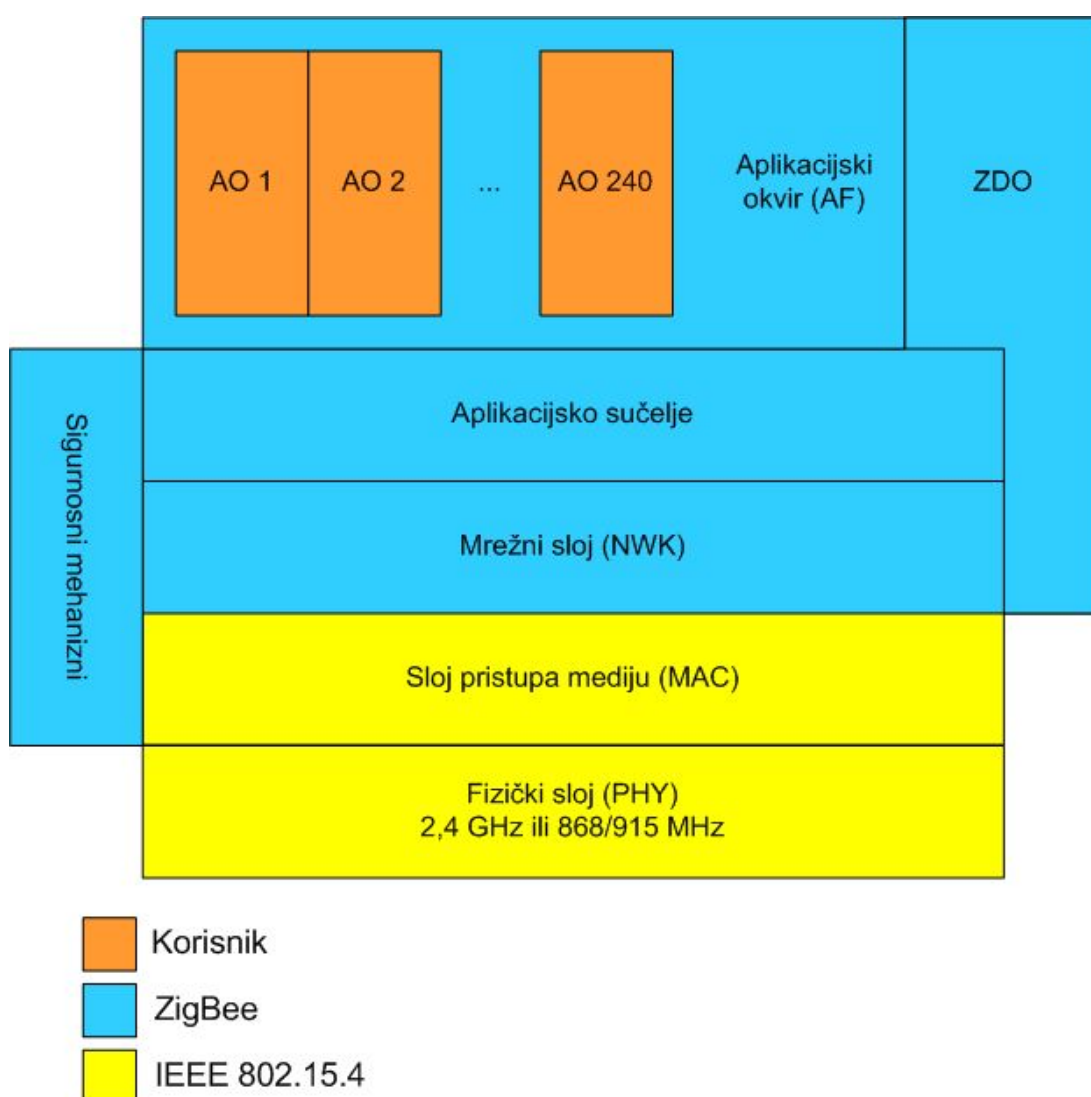 AO 1
AO 2
...
AO 240
Aplikacijski
okvir (AF)
ZDO
Sigurnosni mehanizni
Aplikacijsko sučelje
Mrežni sloj (NWK)
Sloj pristupa mediju (MAC)
Fizički sloj (PHY)
2,4 GHz ili 868/915 MHz
Korisnik
ZigBee
IEEE 802.15.4